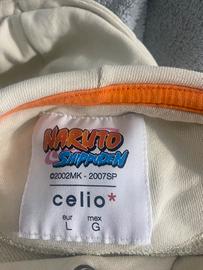 NARUTO
SHIPPUDEN
©2002MK - 2007SP
celio*
eur mex
L G